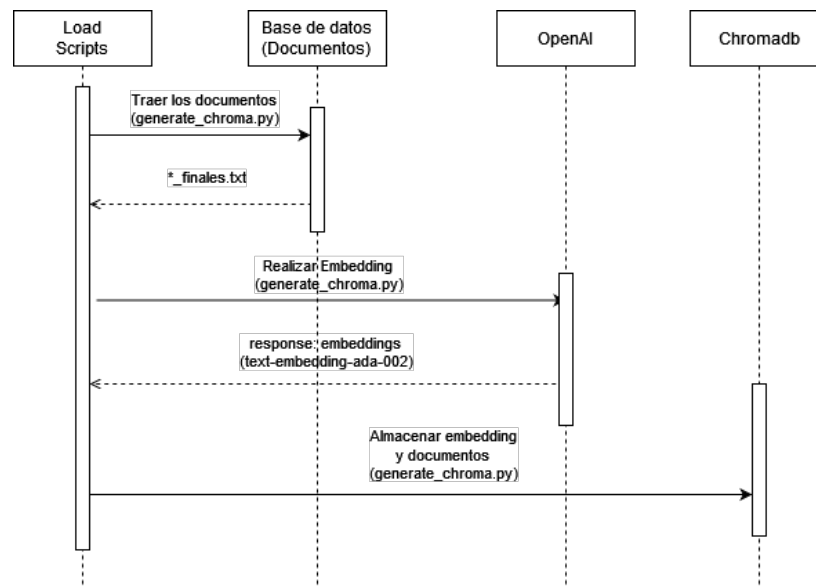 Load
Scripts
Base de datos
(Documentos)
OpenAI
Chromadb
Traer los documentos
(generate_chroma.py)
*_finales.txt
Realizar Embedding
(generate_chroma.py)
response: embeddings
(text-embedding-ada-002)
Almacenar embedding
y documentos
(generate_chroma.py)